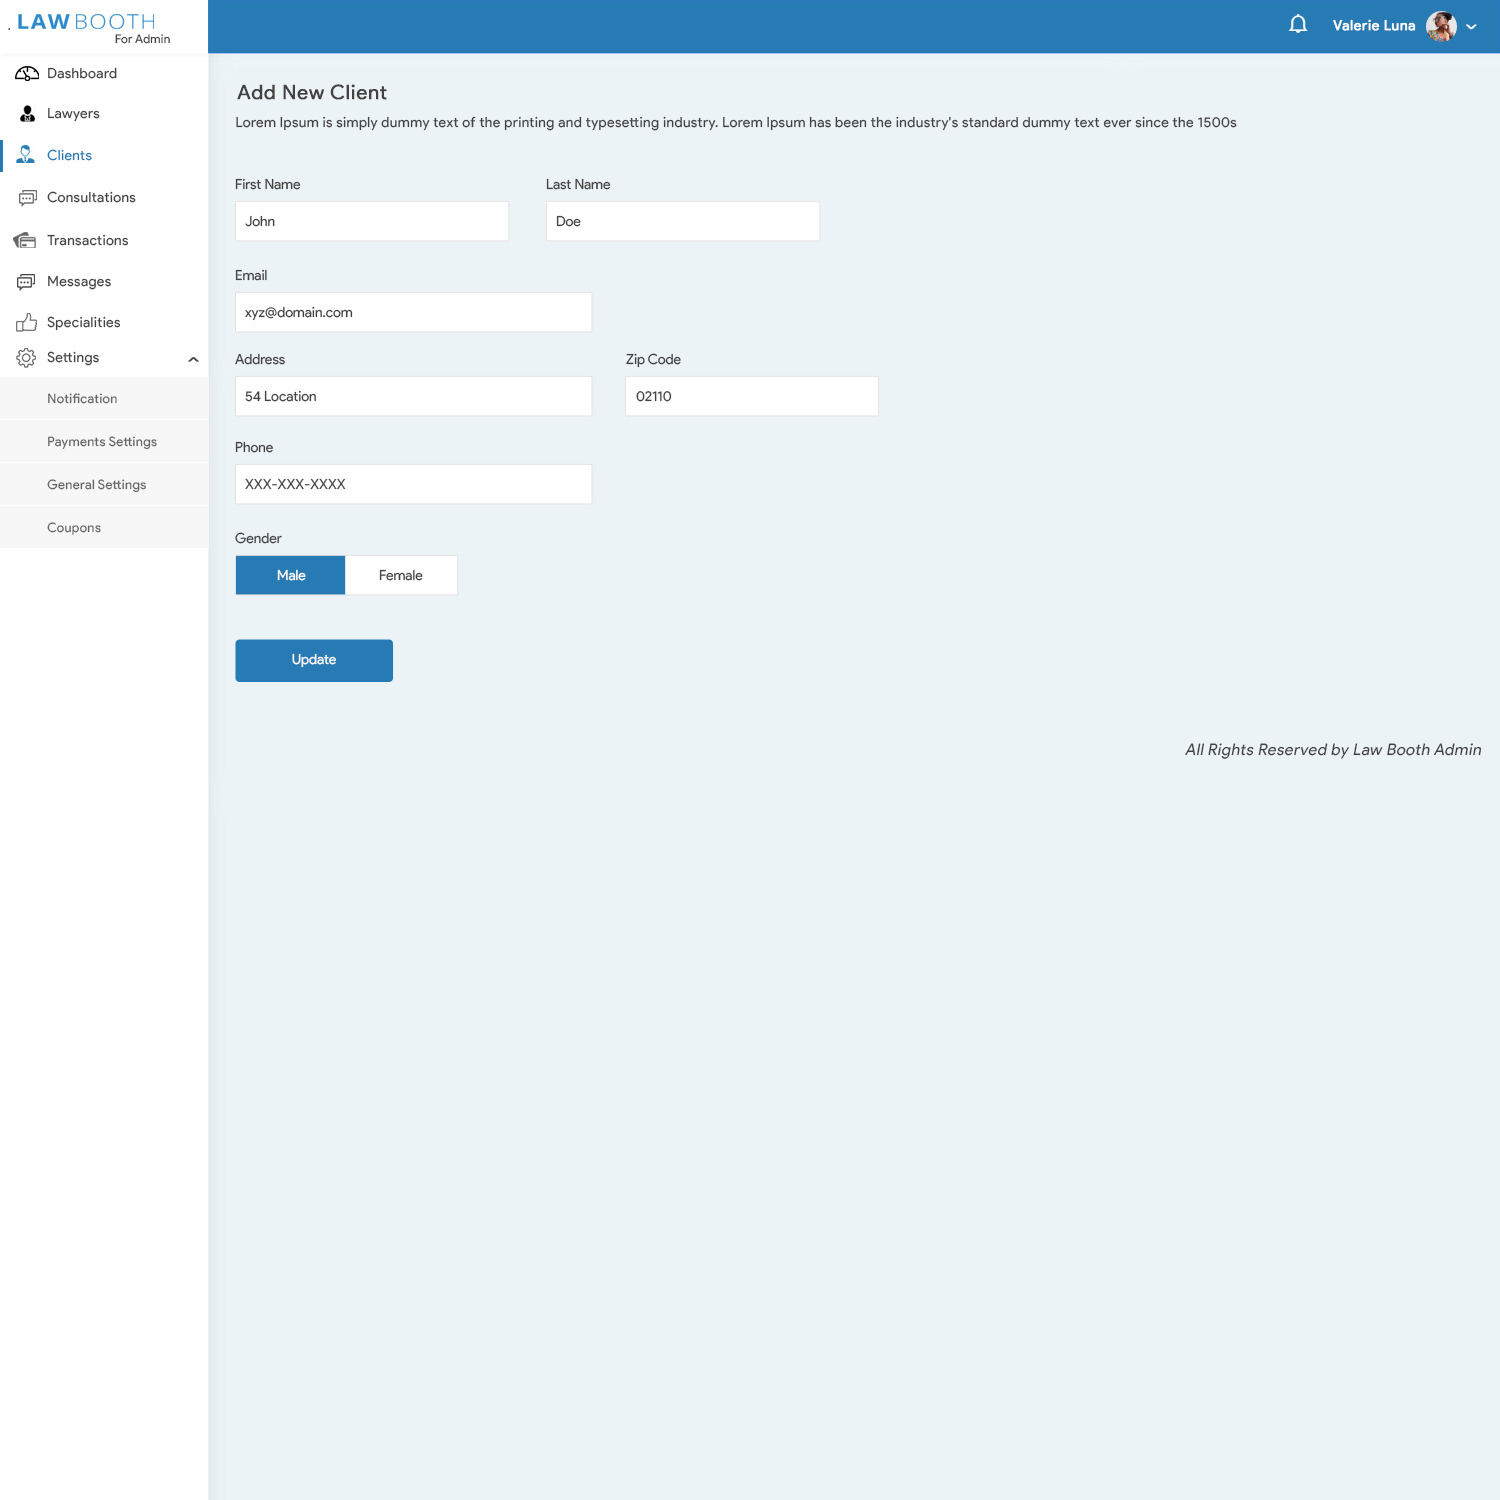 LAW BOOTH
For Admin
Valerie Luna
Dashboard
Lawyers
Clients
Consultations
Transactions
Messages
Specialities
Settings
Notification
Payments Settings
General Settings
Coupons
Add New Client
Lorem Ipsum is simply dummy text of the printing and typesetting industry. Lorem Ipsum has been the industry's standard dummy text ever since the 1500s
First Name
Last Name
John
Doe
Email
xyz@domain.com
Address
Zip Code
54 Location
02110
Phone
XXX-XXX-XXXX
Gender
Male
Female
Update
All Rights Reserved by Law Booth Admin